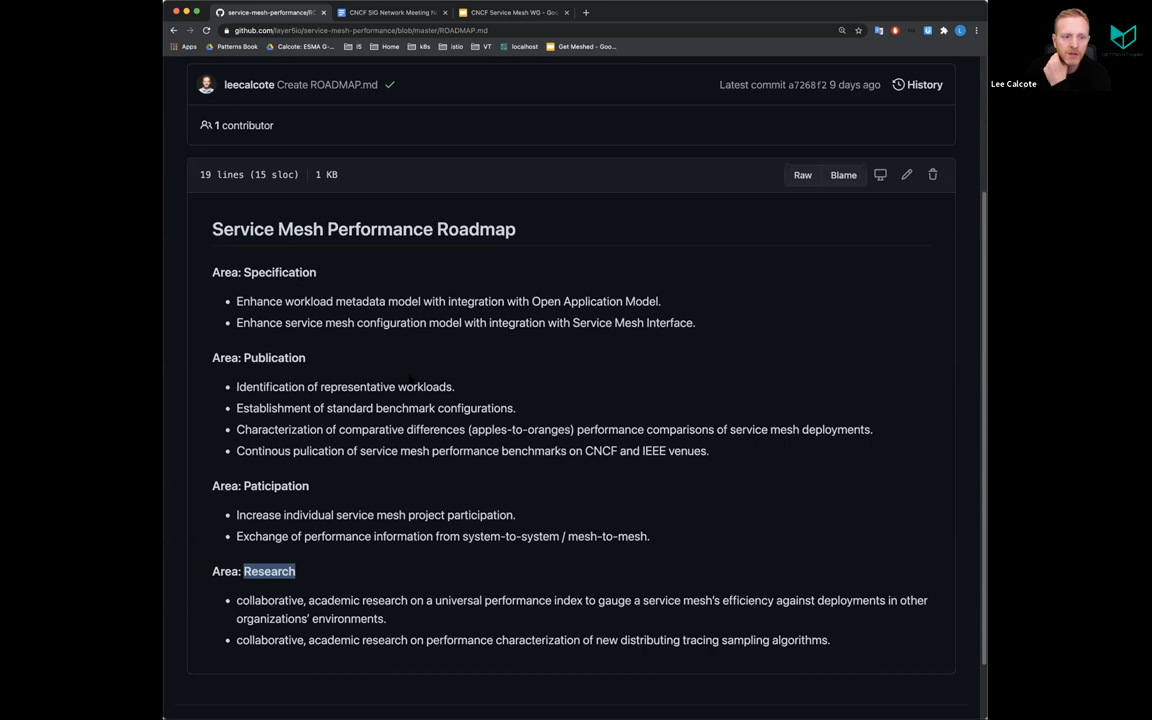 service-mesh-performance/RO
CNCF SIG Network Meeting N
CNCF Service Mesh WG - Goo
github.com/layer5io/service-mesh-performance/blob/master/ROADMAP.md
Apps
Patterns Book
Calcote: ESMA G-...
l5
Home
k8s
istio
VT
localhost
Get Meshed - Goo...
Lee Calcote
leecalcote Create ROADMAP.md
Latest commit a7268f2 9 days ago
History
1 contributor
19 lines (15 sloc)
1 KB
Raw
Blame
Service Mesh Performance Roadmap
Area: Specification
• Enhance workload metadata model with integration with Open Application Model.
• Enhance service mesh configuration model with integration with Service Mesh Interface.
Area: Publication
• Identification of representative workloads.
• Establishment of standard benchmark configurations.
• Characterization of comparative differences (apples-to-oranges) performance comparisons of service mesh deployments.
• Continous pulication of service mesh performance benchmarks on CNCF and IEEE venues.
Area: Paticipation
• Increase individual service mesh project participation.
• Exchange of performance information from system-to-system / mesh-to-mesh.
Area: Research
• collaborative, academic research on a universal performance index to gauge a service mesh's efficiency against deployments in other
organizations' environments.
• collaborative, academic research on performance characterization of new distributing tracing sampling algorithms.